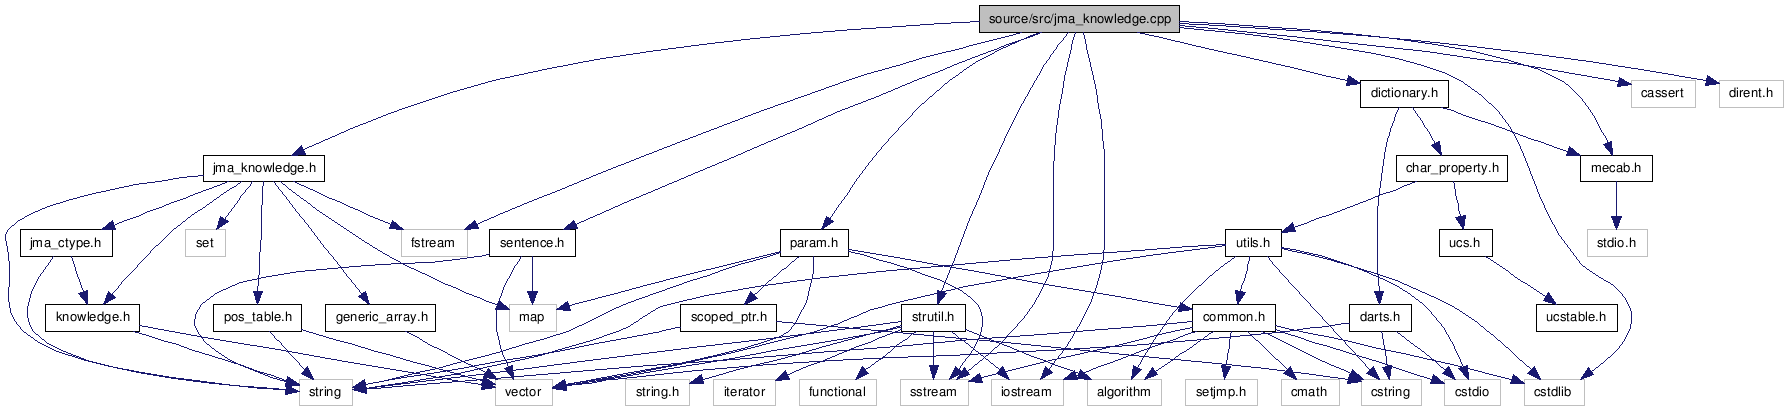 source/src/jma_knowledge.cpp
dictionary.h
cassert
dirent.h
jma_knowledge.h
char_property.h
mecab.h
jma_ctype.h
set
fstream
sentence.h
param.h
utils.h
ucs.h
stdio.h
knowledge.h
pos_table.h
generic_array.h
map
scoped_ptr.h
strutil.h
common.h
darts.h
ucstable.h
string
vector
string.h
iterator
functional
sstream
iostream
algorithm
setjmp.h
cmath
cstring
cstdio
cstdlib